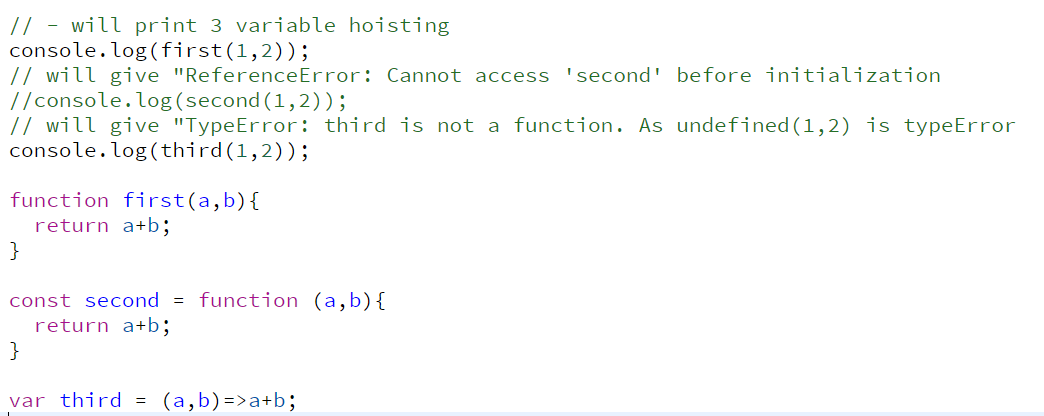 // - will print 3 variable hoisting
console.log(first(1,2));
// will give "ReferenceError: Cannot access 'second' before initialization
//console.log(second(1,2));
// will give "TypeError: third is not a function. As undefined(1,2) is typeError
console.log(third(1,2));

function first(a,b){
  return a+b;
}

const second = function (a,b){
  return a+b;
}

var third = (a,b)=>a+b;